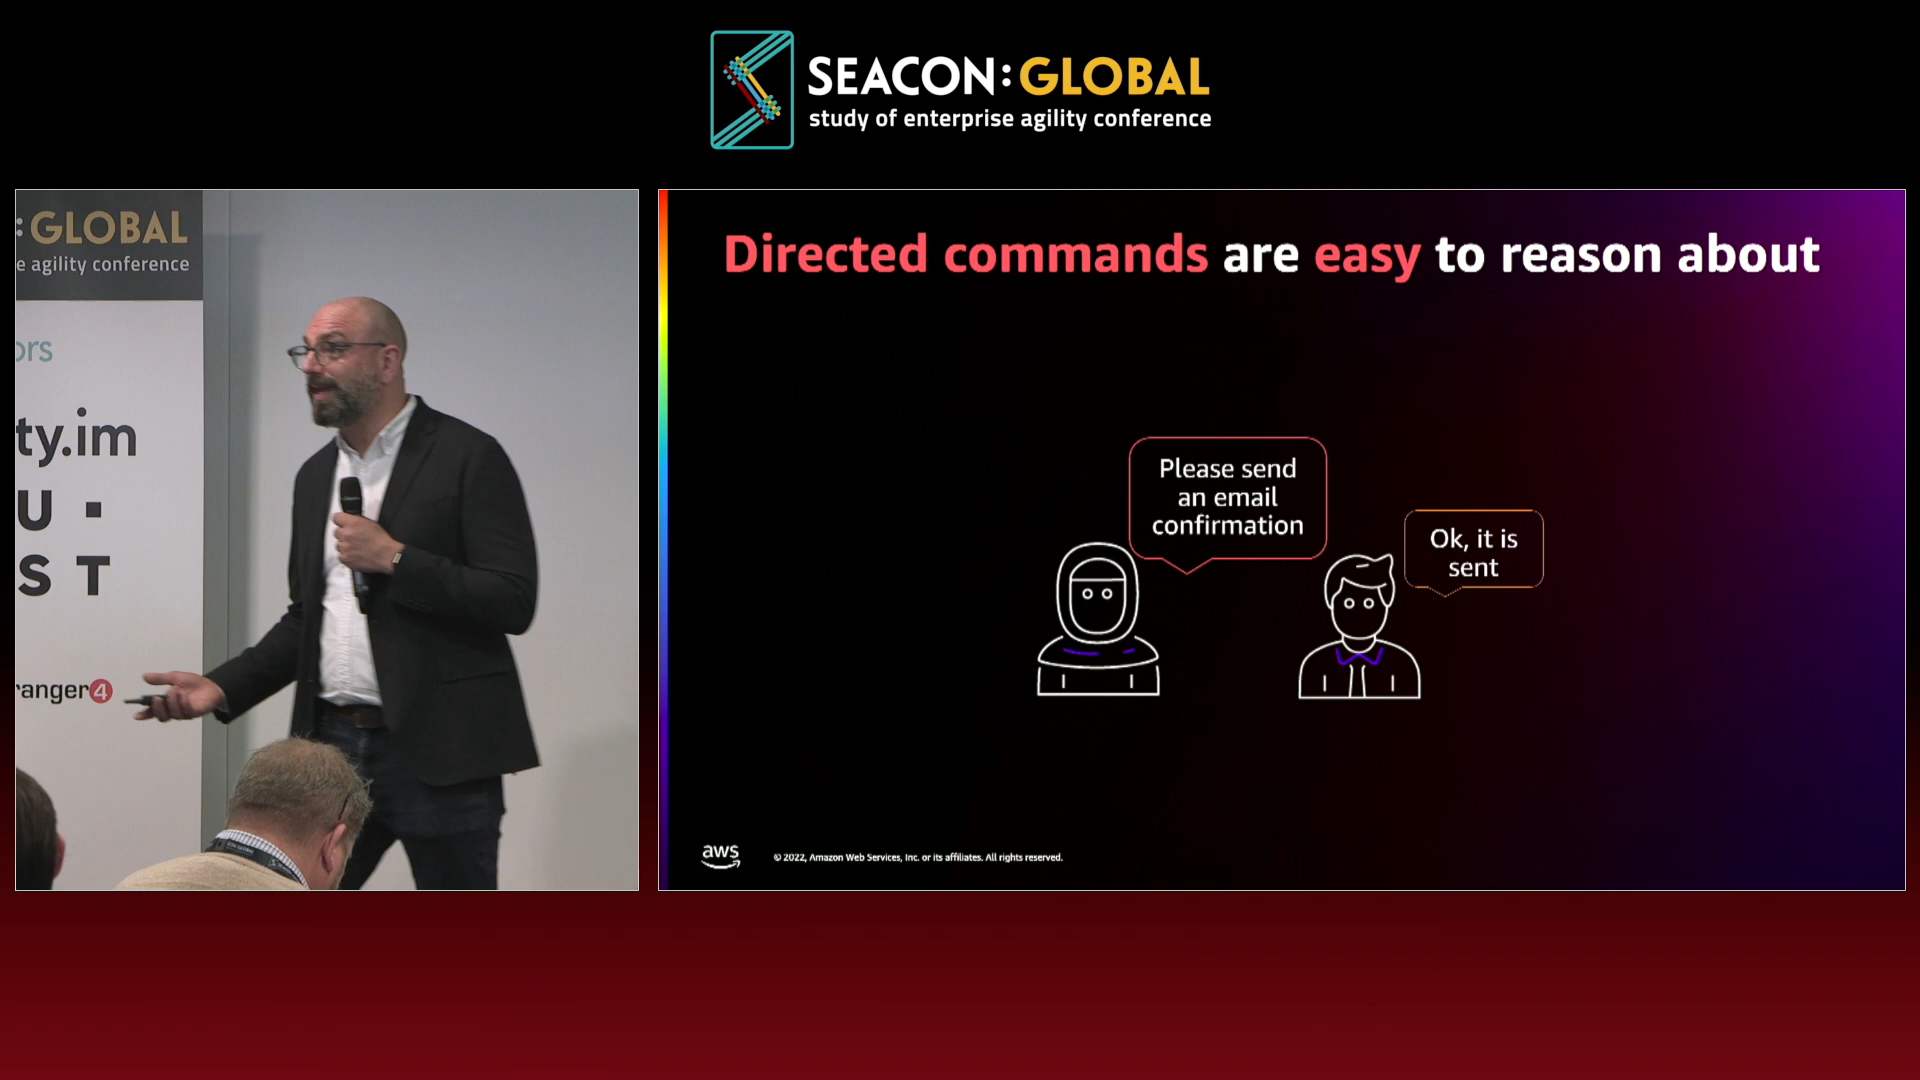 SEACON:GLOBAL
study of enterprise agility conference
:GLOBAL
e agility conference
ors
ty.im
U ·
S T
ranger4
Directed commands are easy to reason about
Please send
an email
confirmation
Ok, it is
sent
aws
© 2022, Amazon Web Services, Inc. or its affiliates. All rights reserved.